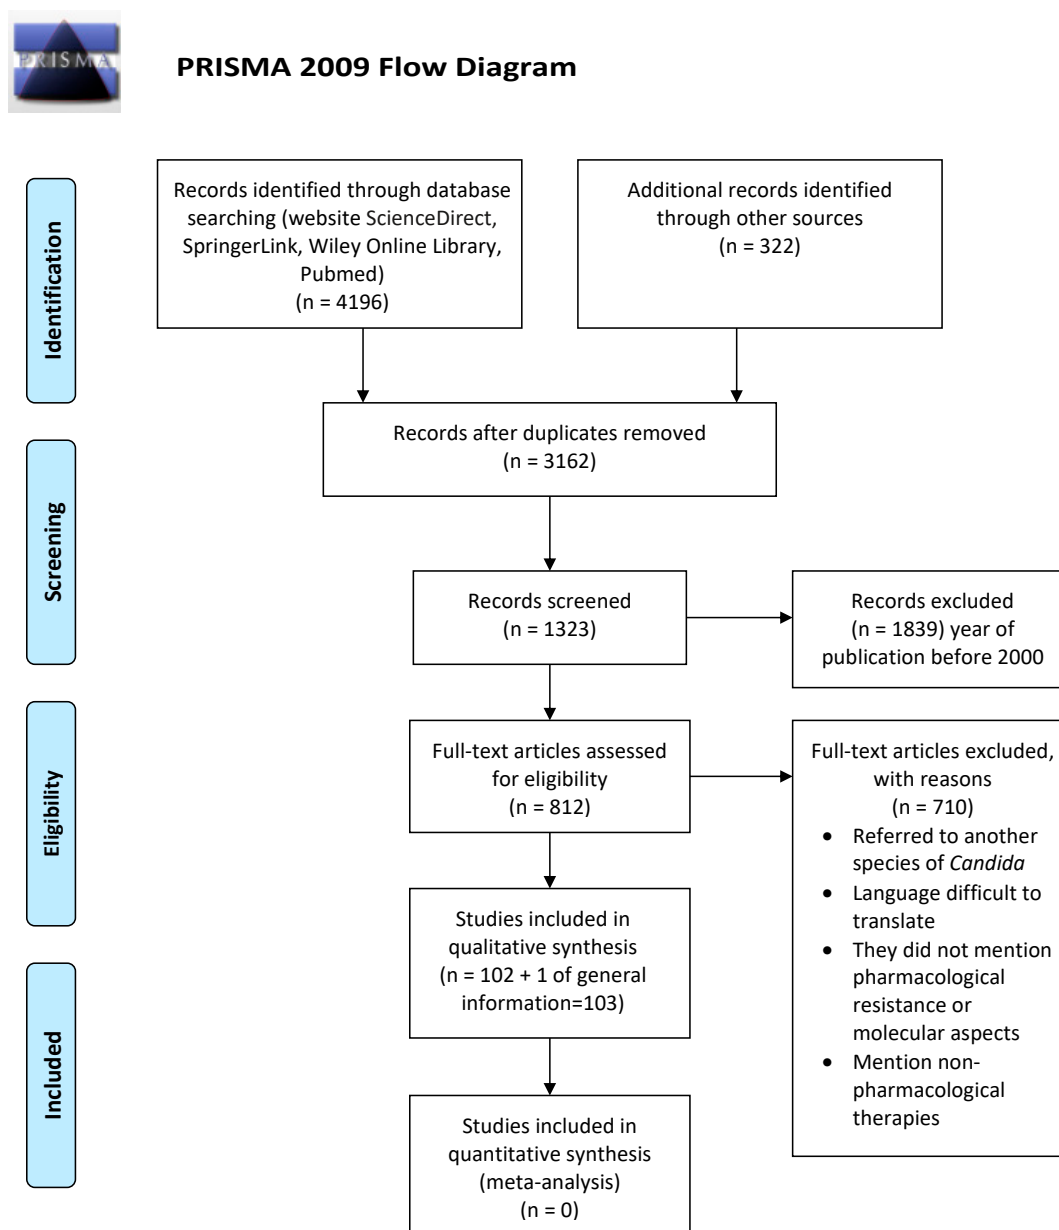 PRISMA
PRISMA 2009 Flow Diagram
Identification
Records identified through database
searching (website ScienceDirect,
SpringerLink, Wiley Online Library,
Pubmed)
(n = 4196)
Additional records identified
through other sources
(n = 322)
Records after duplicates removed
(n = 3162)
Screening
Records screened
(n = 1323)
Records excluded
(n = 1839) year of
publication before 2000
Eligibility
Full-text articles assessed
for eligibility
(n = 812)
Full-text articles excluded,
with reasons
(n = 710)
• Referred to another
species of Candida
• Language difficult to
translate
• They did not mention
pharmacological
resistance or
molecular aspects
• Mention non-
pharmacological
therapies
Studies included in
qualitative synthesis
(n = 102 + 1 of general
information=103)
Included
Studies included in
quantitative synthesis
(meta-analysis)
(n = 0)